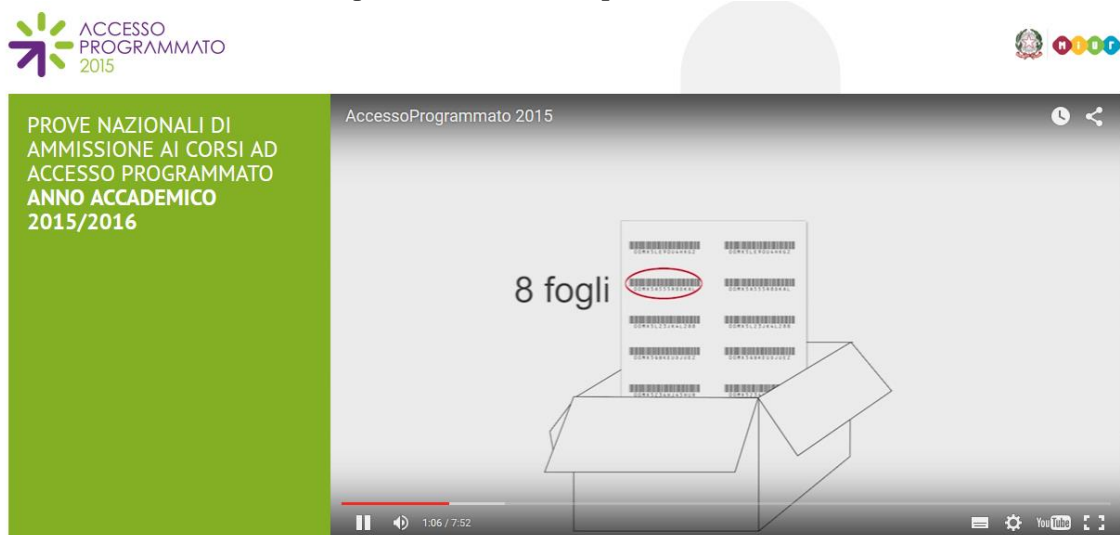 ACCESSO
PROGRAMMATO
2015
MIUR
PROVE NAZIONALI DI
AMMISSIONE AI CORSI AD
ACCESSO PROGRAMMATO
ANNO ACCADEMICO
2015/2016
AccessoProgrammato 2015
8 fogli
1:06 / 7:52
YouTube